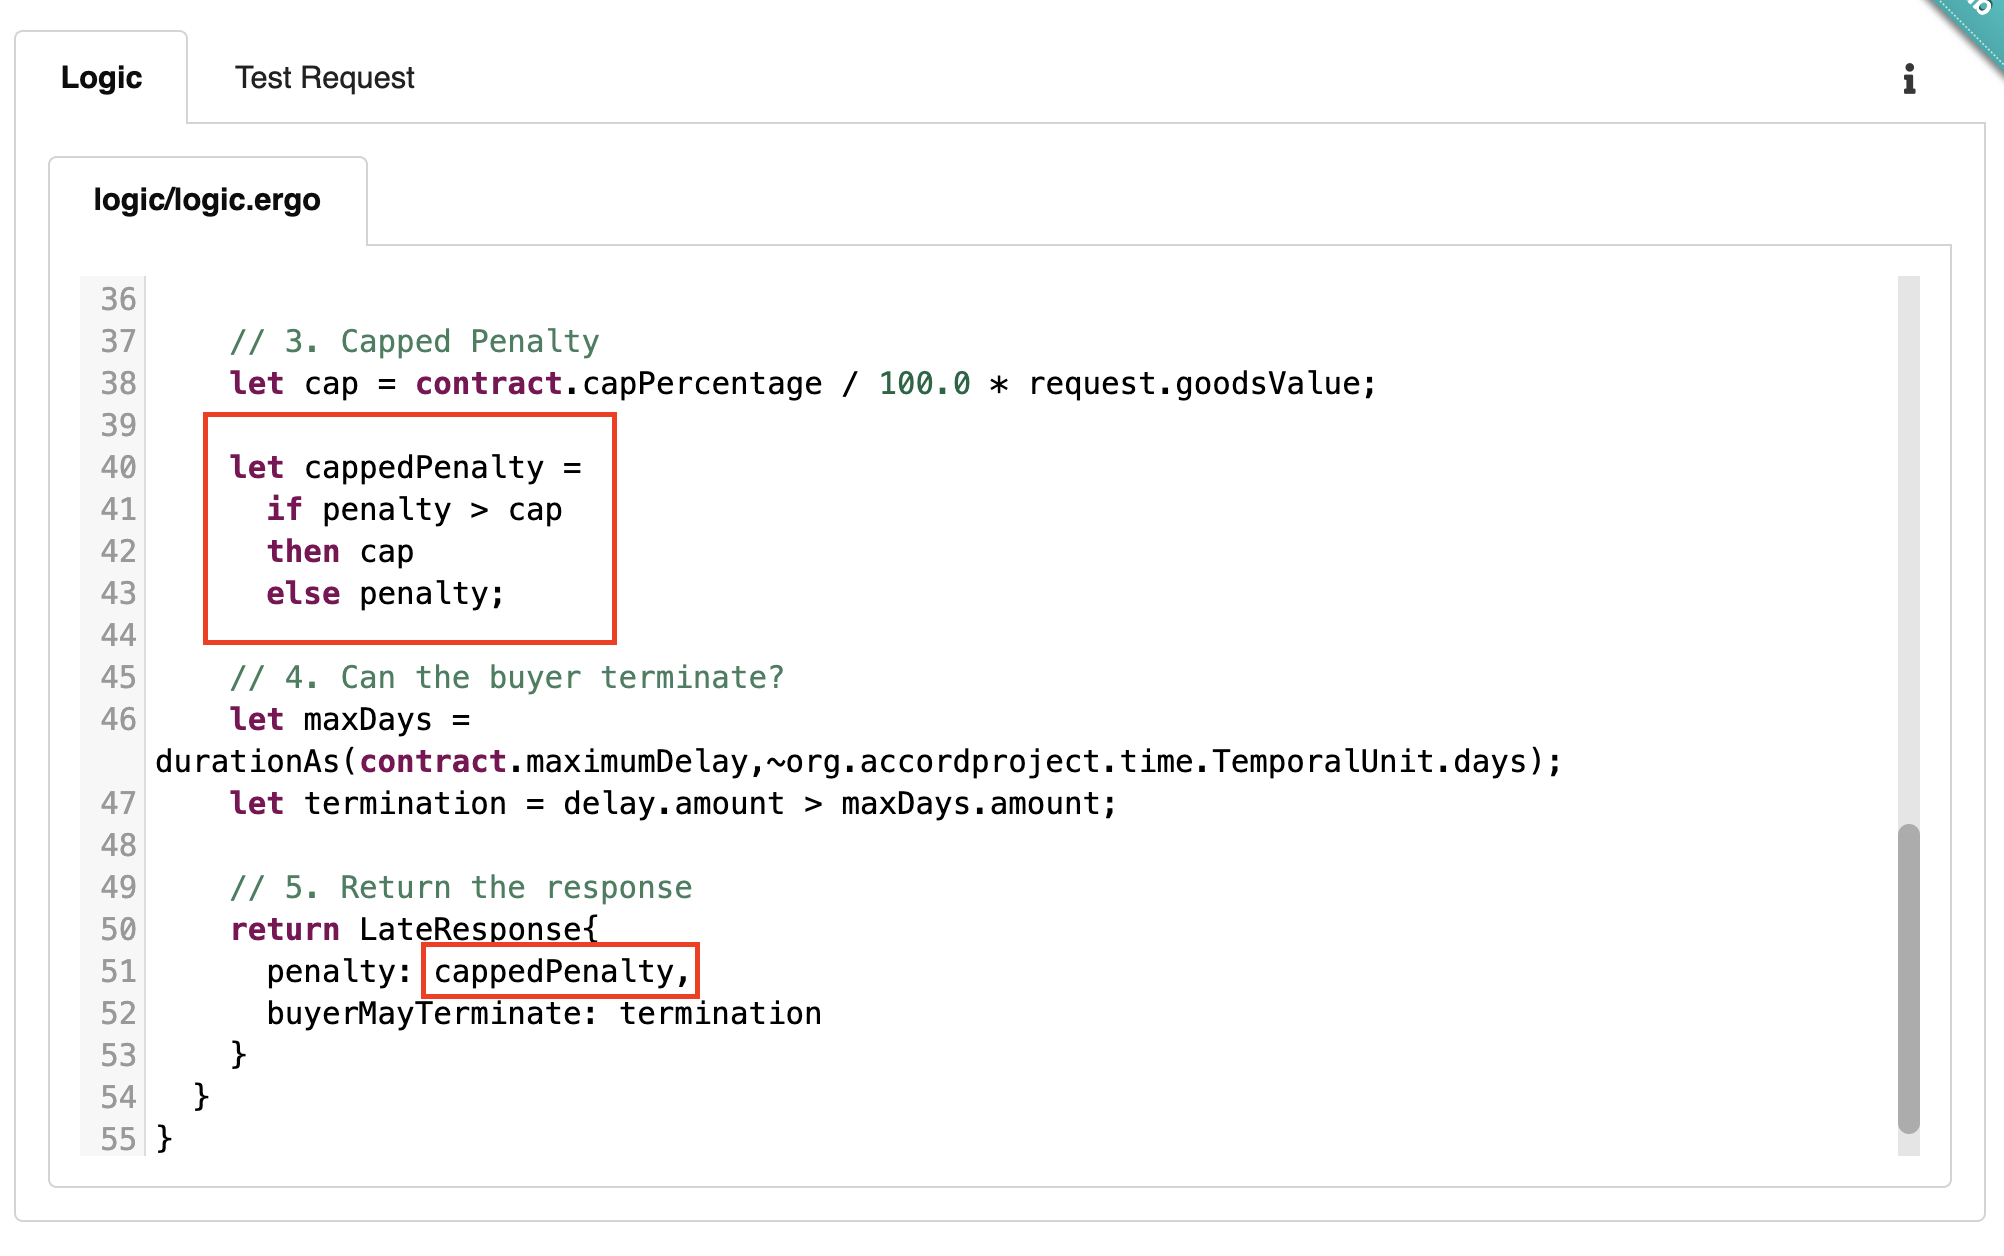 Logic
Test Request
logic/logic.ergo
36
37 // 3. Capped Penalty
38 let cap = contract.capPercentage / 100.0 * request.goodsValue;
39
40 let cappedPenalty =
41 if penalty > cap
42 then cap
43 else penalty;
44
45 // 4. Can the buyer terminate?
46 let maxDays =
durationAs(contract.maximumDelay,~org.accordproject.time.TemporalUnit.days);
47 let termination = delay.amount > maxDays.amount;
48
49 // 5. Return the response
50 return LateResponse{
51 penalty: cappedPenalty,
52 buyerMayTerminate: termination
53 }
54 }
55 }